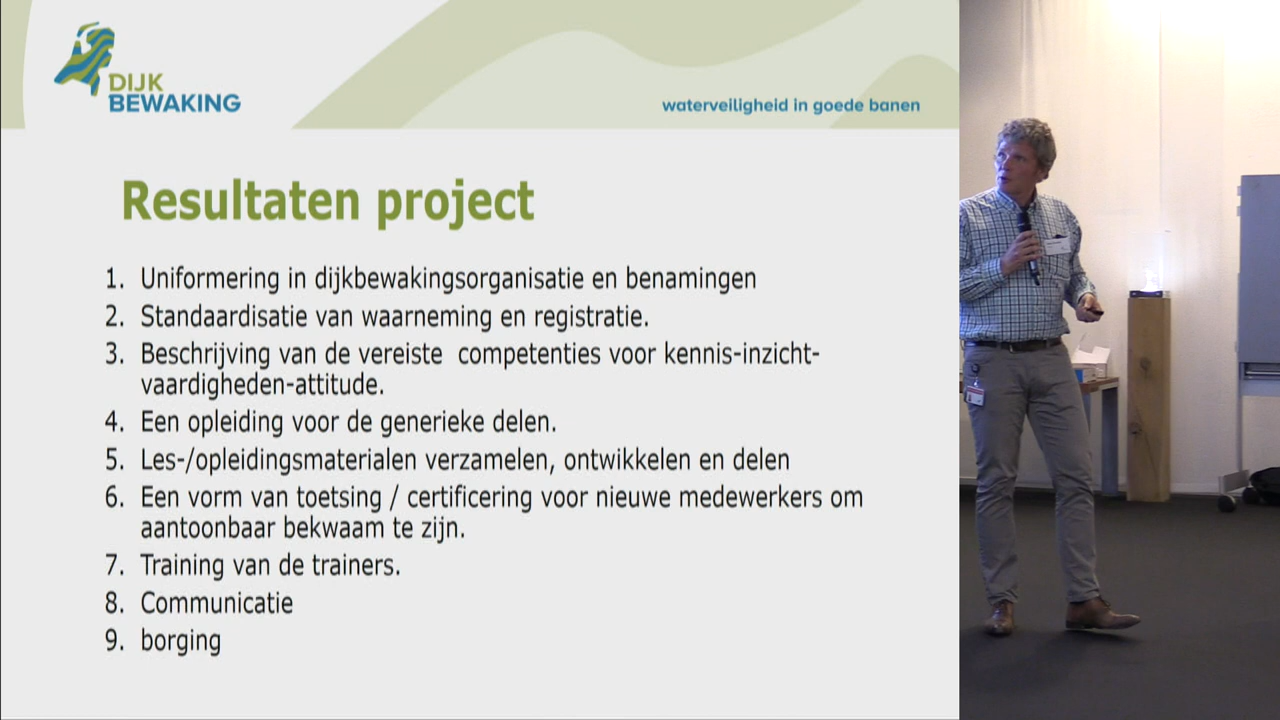 DIJK
BEWAKING
waterveiligheid in goede banen
Resultaten project
1. Uniformering in dijkbewakingsorganisatie en benamingen
2. Standaardisatie van waarneming en registratie.
3. Beschrijving van de vereiste competenties voor kennis-inzicht-
vaardigheden-attitude.
4. Een opleiding voor de generieke delen.
5. Les-/opleidingsmaterialen verzamelen, ontwikkelen en delen
6. Een vorm van toetsing / certificering voor nieuwe medewerkers om
aantoonbaar bekwaam te zijn.
7. Training van de trainers.
8. Communicatie
9. borging